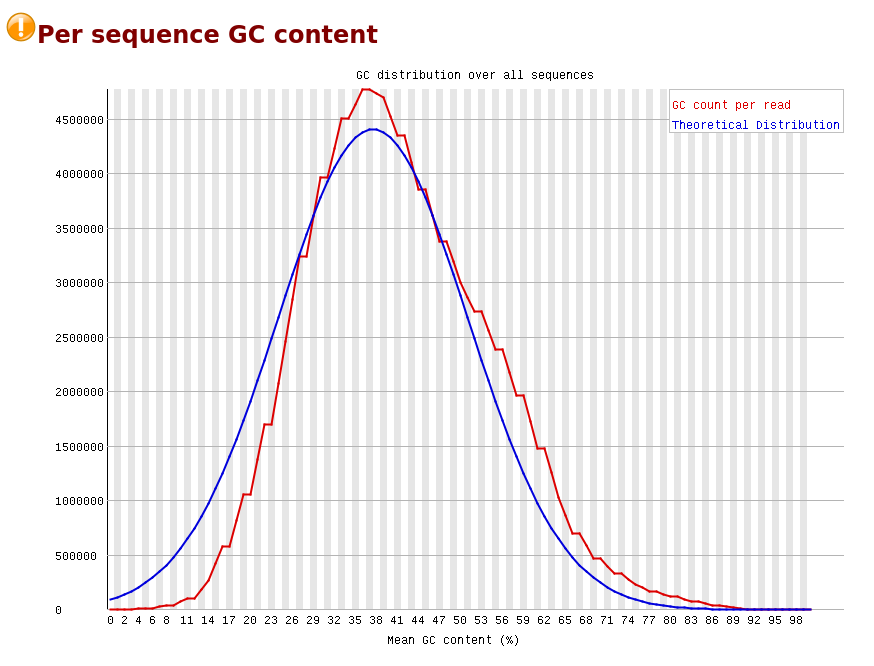 Per sequence GC content
GC distribution over all sequences
GC count per read
Theoretical Distribution
4500000
4000000
3500000
3000000
2500000
2000000
1500000
1000000
500000
0
0 2 4 6 8 11 14 17 20 23 26 29 32 35 38 41 44 47 50 53 56 59 62 65 68 71 74 77 80 83 86 89 92 95 98
Mean GC content (%)